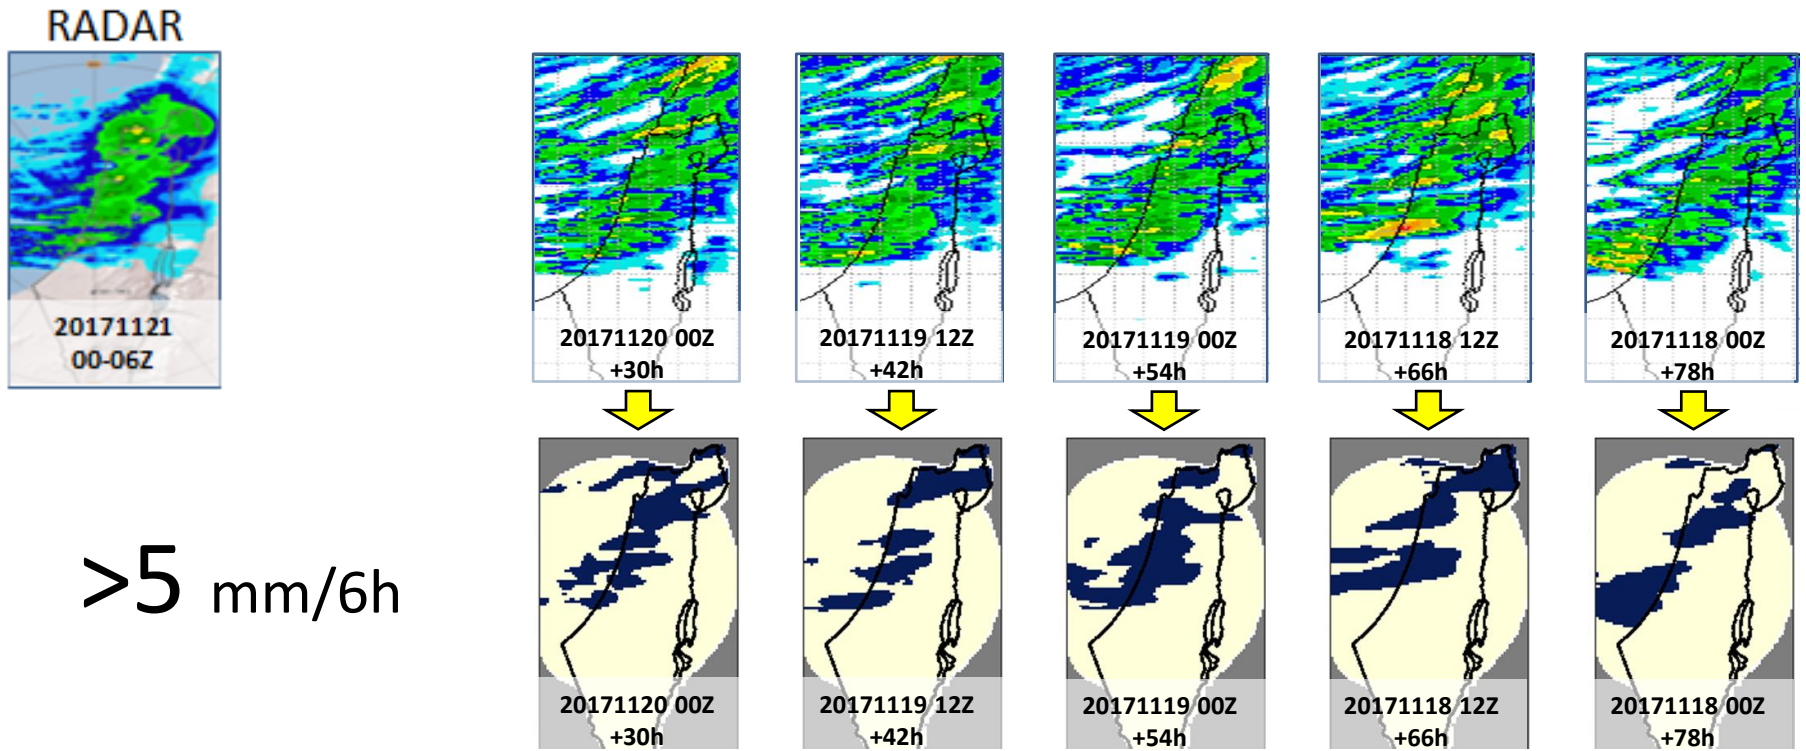 RADAR
20171121
00-06Z
20171120 00Z
+30h
20171119 12Z
+42h
20171119 00Z
+54h
20171118 12Z
+66h
20171118 00Z
+78h
>5 mm/6h
20171120 00Z
+30h
20171119 12Z
+42h
20171119 00Z
+54h
20171118 12Z
+66h
20171118 00Z
+78h